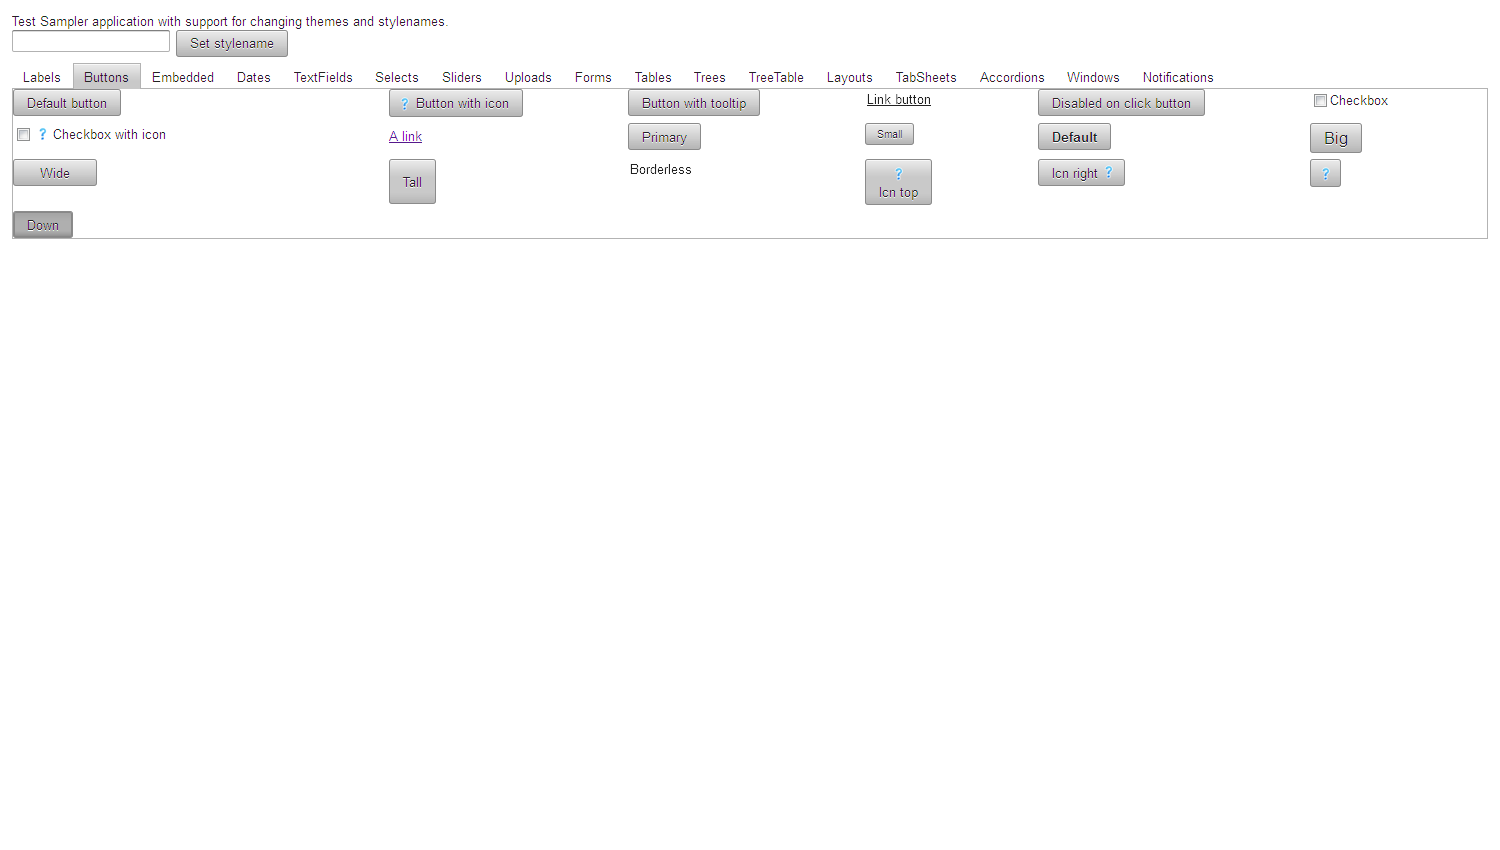 Test Sampler application with support for changing themes and stylenames.
Set stylename
Labels Buttons Embedded Dates TextFields Selects Sliders Uploads Forms Tables Trees TreeTable Layouts TabSheets Accordions Windows Notifications
Default button ? Button with icon Button with tooltip Link button Disabled on click button Checkbox
? Checkbox with icon A link Primary Small Default Big
Wide Tall Borderless ? Icn top Icn right ? ?
Down